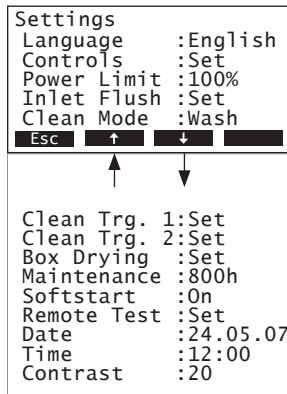 Settings
Language :English
Controls :Set
Power Limit :100%
Inlet Flush :Set
Clean Mode :Wash
Esc ↑ ↓
Clean Trg. 1:Set
Clean Trg. 2:Set
Box Drying :Set
Maintenance :800h
Softstart :On
Remote Test :Set
Date :24.05.07
Time :12:00
Contrast :20